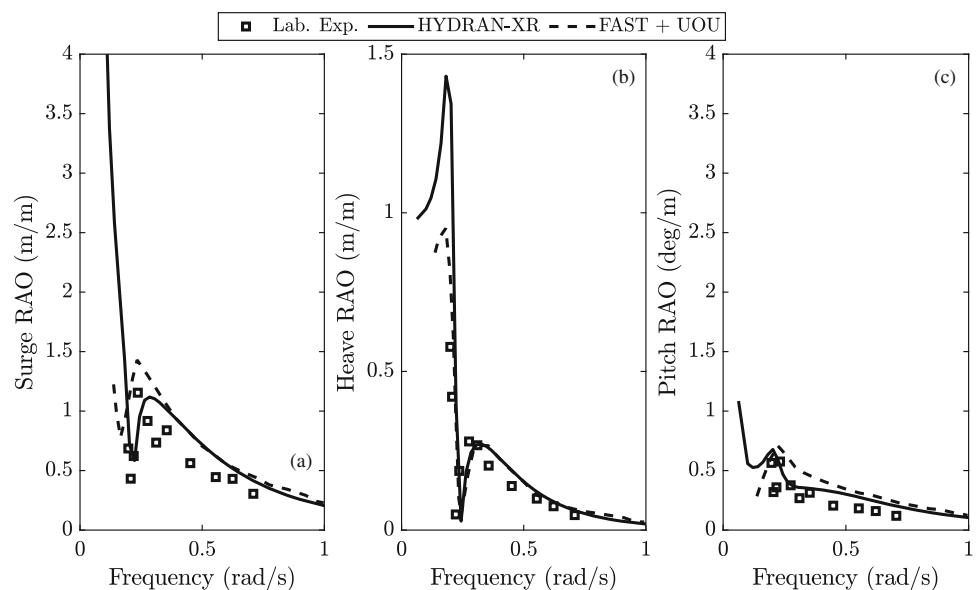 Lab. Exp. HYDRAN-XR FAST + UOU
Surge RAO (m/m)
4
3.5
3
2.5
2
1.5
1
0.5
0
(a)
0 0.5 1
Frequency (rad/s)
Heave RAO (m/m)
1.5
1
0.5
0
(b)
0 0.5 1
Frequency (rad/s)
Pitch RAO (deg/m)
4
3.5
3
2.5
2
1.5
1
0.5
0
(c)
0 0.5 1
Frequency (rad/s)